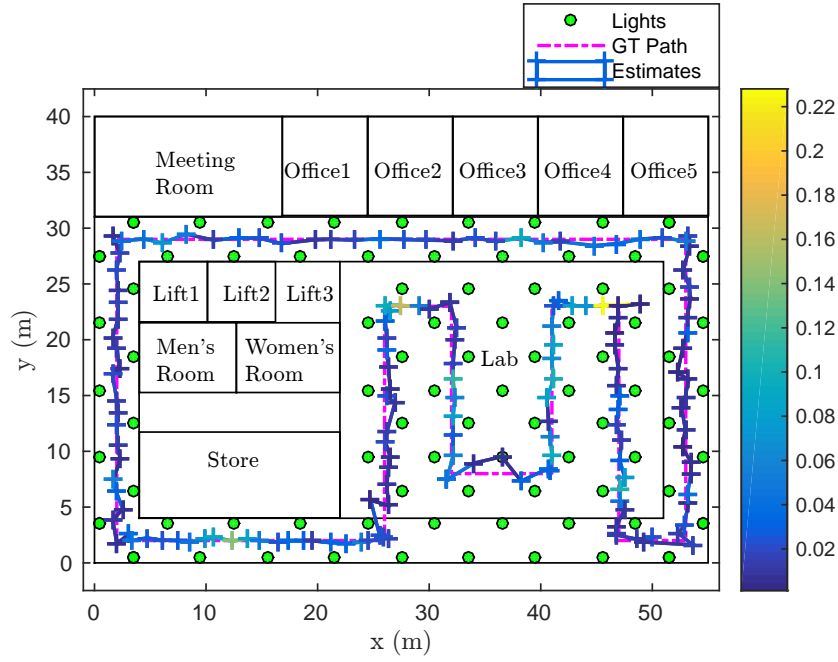 Lights
GT Path
Estimates
40
35
30
25
20
15
10
5
0
y (m)
Meeting
Room
Office1
Office2
Office3
Office4
Office5
Lift1
Lift2
Lift3
Men's
Room
Women's
Room
Lab
Store
0
10
20
30
40
50
x (m)
0.22
0.2
0.18
0.16
0.14
0.12
0.1
0.08
0.06
0.04
0.02